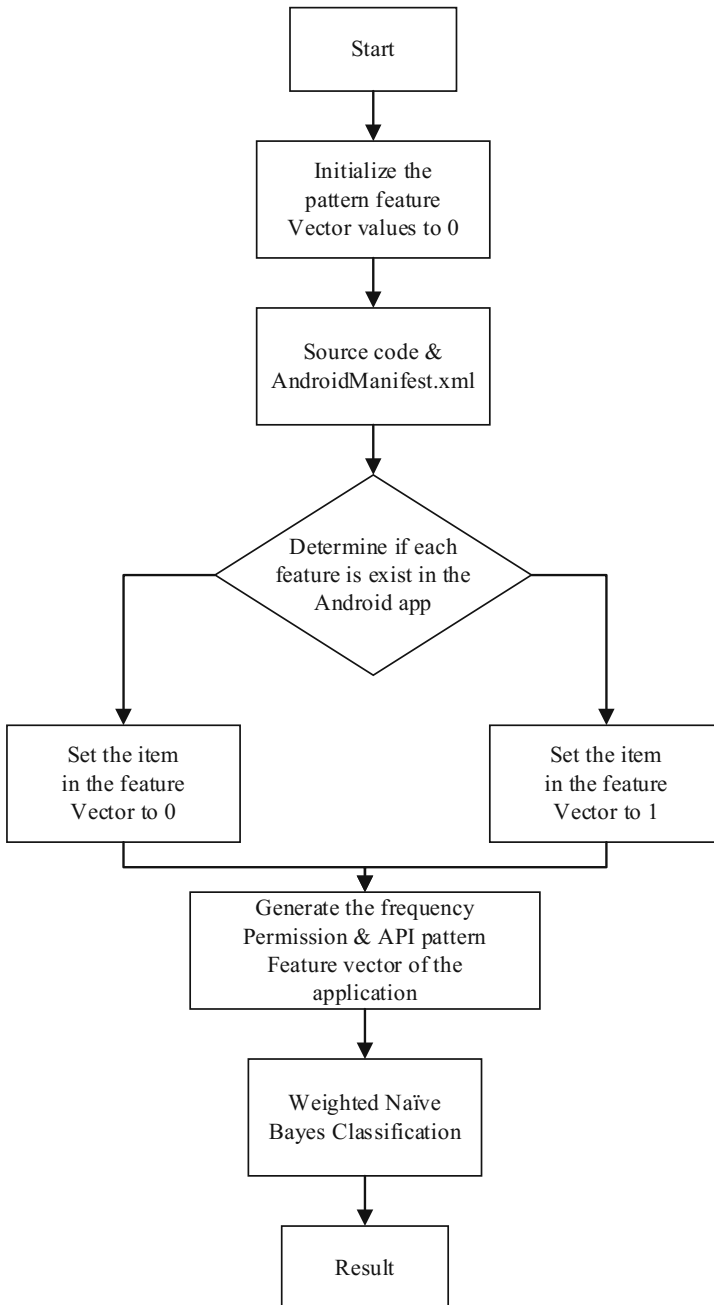 Start
Initialize the
pattern feature
Vector values to 0
Source code &
AndroidManifest.xml
Determine if each
feature is exist in the
Android app
Set the item
in the feature
Vector to 0
Set the item
in the feature
Vector to 1
Generate the frequency
Permission & API pattern
Feature vector of the
application
Weighted Naïve
Bayes Classification
Result